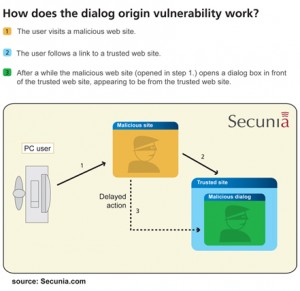 How does the dialog origin vulnerability work?
1 The user visits a malicious web site.
2 The user follows a link to a trusted web site.
3 After a while the malicious web site (opened in step 1.) opens a dialog box in front
of the trusted web site, appearing to be from the trusted web site.
Secunia
PC user
Malicious site
1
2
Delayed
action
3
Trusted site
Malicious dialog
source: Secunia.com